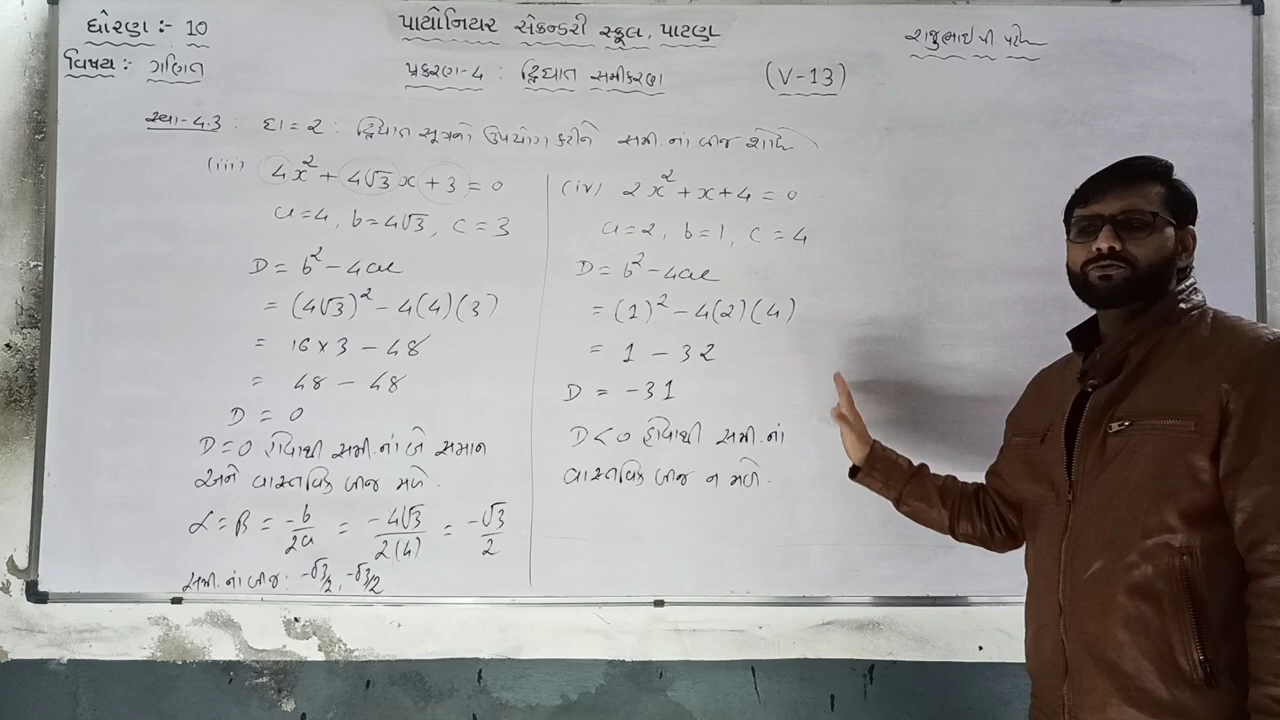 ધોરણ :- 10
પાયોનિયર સેકન્ડરી સ્કૂલ, પાટણ
રાજુભાઇ પી. પટેલ
વિષય : ગણિત
પ્રકરણ-4 : દ્વિઘાત સમીકરણ
(V-13)
સ્વા-4.3 : દા = 2 : દ્વિઘાત સૂત્રનો ઉપયોગ કરીને સમી.નાં બીજ શોધો
(iii) 4x² + 4√3x + 3 = 0
a=4, b=4√3, c=3
D = b² - 4ac
= (4√3)² - 4(4)(3)
= 16 × 3 - 48
= 48 - 48
D = 0
D=0 હોવાથી સમી.નાં બે સમાન
અને વાસ્તવિક બીજ મળે.
α = β = -b/2a = -4√3/2(4) = -√3/2
સમી.નાં બીજ : -√3/2, -√3/2
(iv) 2x² + x + 4 = 0
a=2, b=1, c=4
D = b² - 4ac
= (1)² - 4(2)(4)
= 1 - 32
D = -31
D<0 હોવાથી સમી.નાં
વાસ્તવિક બીજ ન મળે.